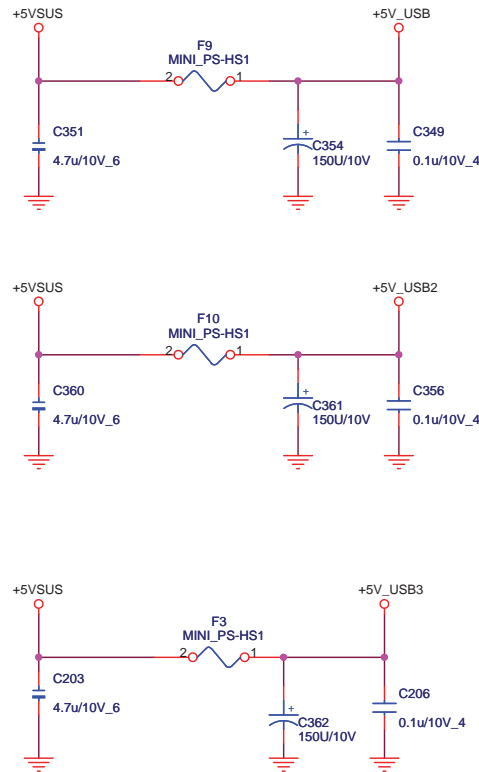 +5VSUS
+5V_USB
F9
MINI_PS-HS1
2
1
C351
4.7u/10V_6
+
C354
150U/10V
C349
0.1u/10V_4
+5VSUS
+5V_USB2
F10
MINI_PS-HS1
2
1
C360
4.7u/10V_6
+
C361
150U/10V
C356
0.1u/10V_4
+5VSUS
+5V_USB3
F3
MINI_PS-HS1
2
1
C203
4.7u/10V_6
+
C362
150U/10V
C206
0.1u/10V_4